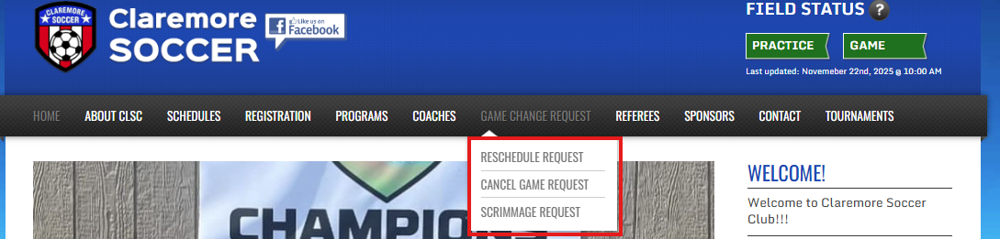 CLAREMORE
SOCCER
Claremore
SOCCER
Like us on
Facebook
FIELD STATUS ?
PRACTICE
GAME
Last updated: Novemeber 22nd, 2025 @ 10:00 AM
HOME ABOUT CLSC SCHEDULES REGISTRATION PROGRAMS COACHES GAME CHANGE REQUEST REFEREES SPONSORS CONTACT TOURNAMENTS
RESCHEDULE REQUEST
CANCEL GAME REQUEST
SCRIMMAGE REQUEST
CHAMPIONS
WELCOME!
Welcome to Claremore Soccer
Club!!!